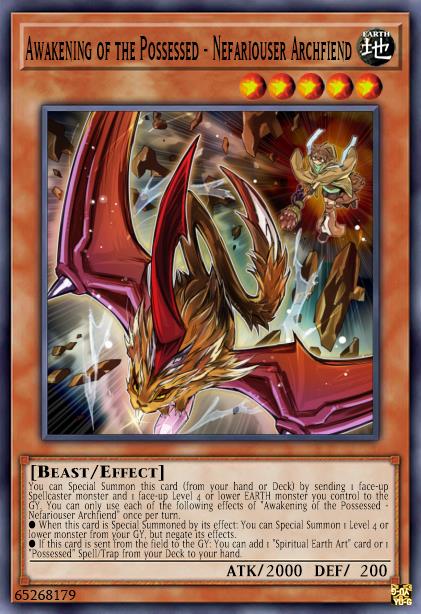 Awakening of the Possessed - Nefariouser Archfiend
EARTH
地
[Beast/Effect]
You can Special Summon this card (from your hand or Deck) by sending 1 face-up
Spellcaster monster and 1 face-up Level 4 or lower EARTH monster you control to the
GY. You can only use each of the following effects of "Awakening of the Possessed -
Nefariouser Archfiend" once per turn.
● When this card is Special Summoned by its effect: You can Special Summon 1 Level 4 or
lower monster from your GY, but negate its effects.
● If this card is sent from the field to the GY: You can add 1 "Spiritual Earth Art" card or 1
"Possessed" Spell/Trap from your Deck to your hand.
ATK/2000 DEF/ 200
65268179